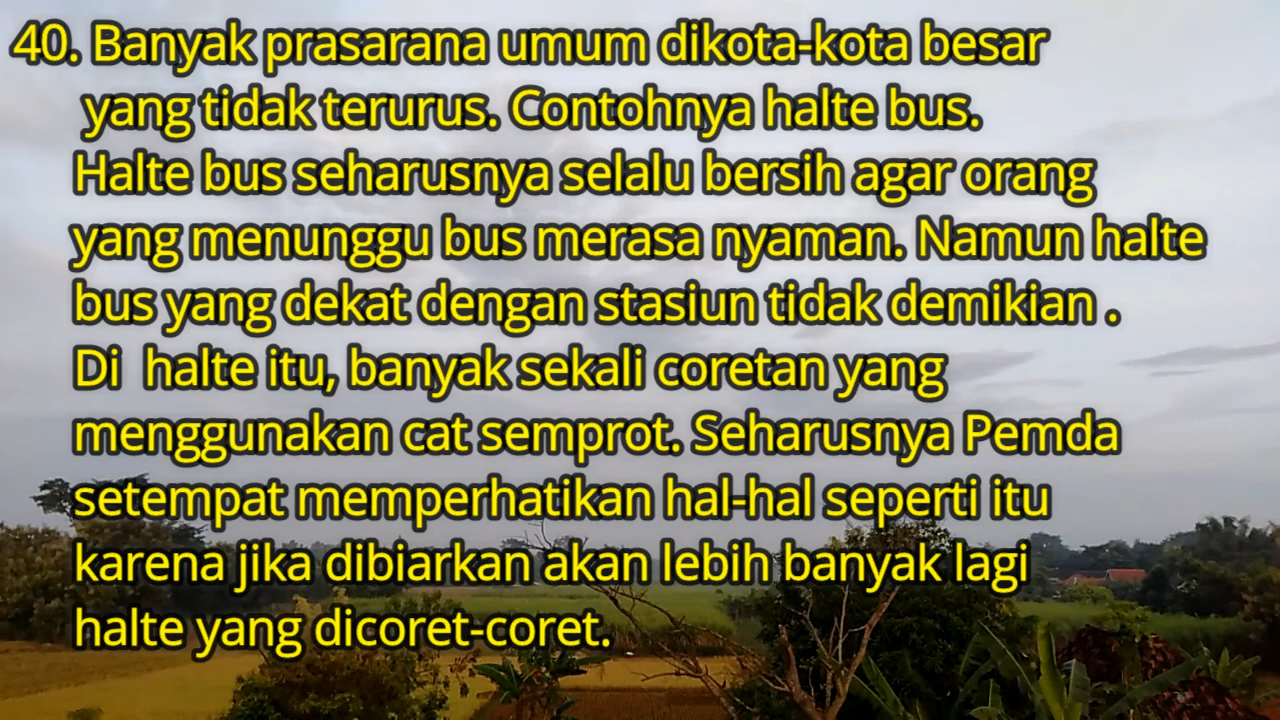 40. Banyak prasarana umum dikota-kota besar
yang tidak terurus. Contohnya halte bus.
Halte bus seharusnya selalu bersih agar orang
yang menunggu bus merasa nyaman. Namun halte
bus yang dekat dengan stasiun tidak demikian .
Di halte itu, banyak sekali coretan yang
menggunakan cat semprot. Seharusnya Pemda
setempat memperhatikan hal-hal seperti itu
karena jika dibiarkan akan lebih banyak lagi
halte yang dicoret-coret.